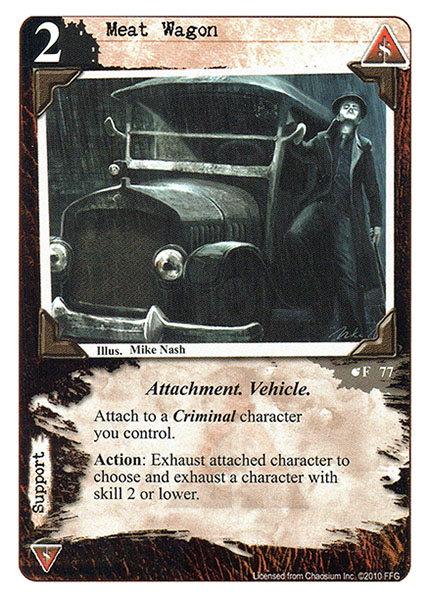 2
Meat Wagon
Illus. Mike Nash
F 77
Attachment. Vehicle.
Attach to a Criminal character
you control.
Action: Exhaust attached character to
choose and exhaust a character with
skill 2 or lower.
Support
Licensed from Chaosium Inc. ©2010 FFG